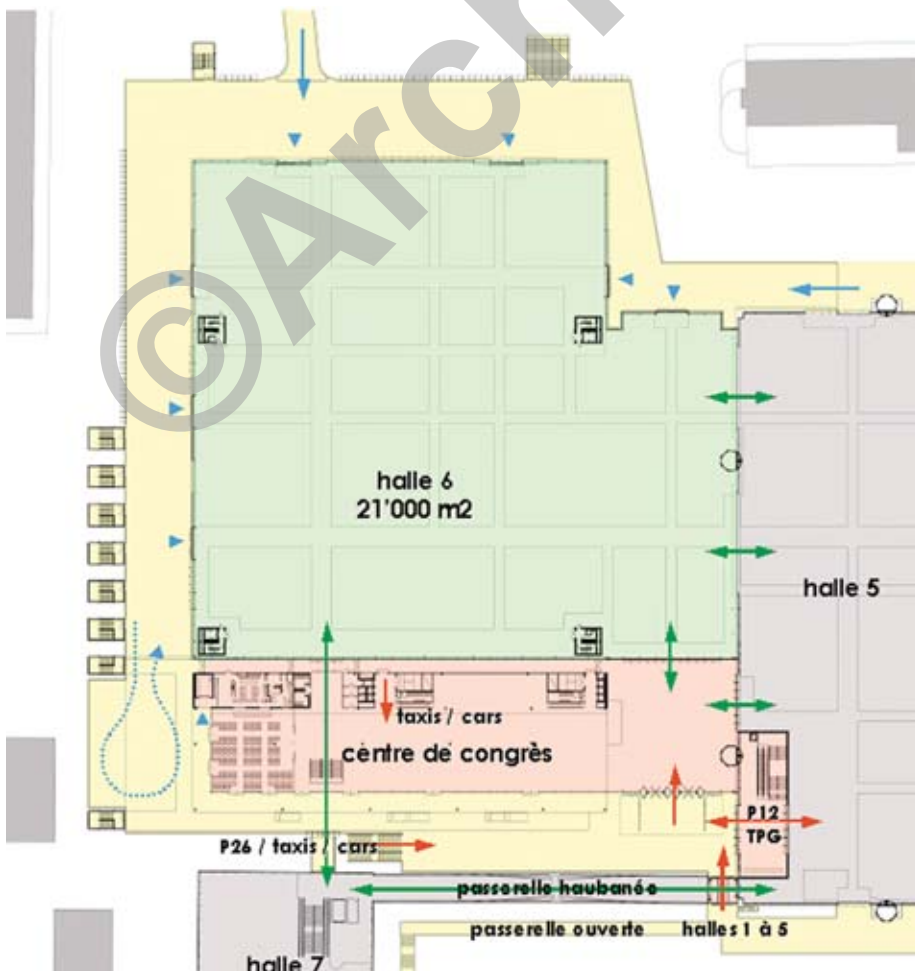 ©Arch
halle 6
21'000 m2
halle 5
taxis / cars
centre de congrès
P12
TPG
P26 / taxis / cars
passerelle haubanée
passerelle ouverte halles 1 à 5
halle 7